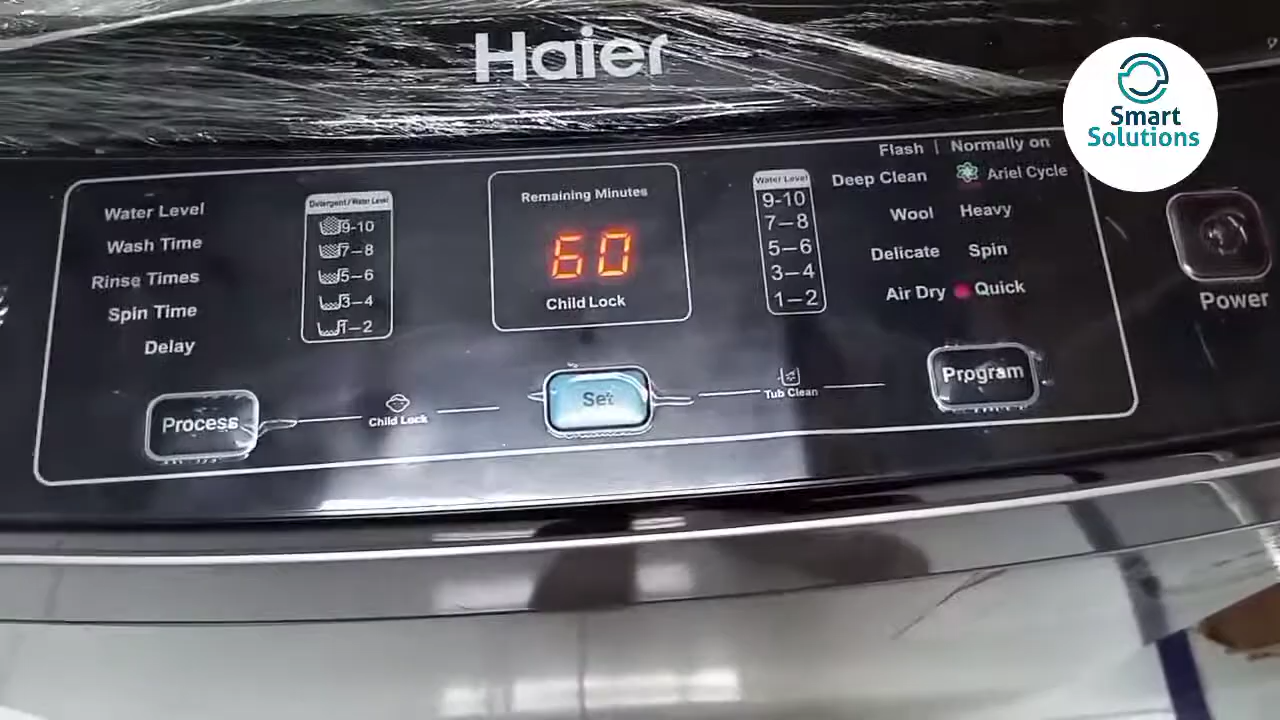 Haier
Smart
Solutions
Flash | Normally on
Water Level
Wash Time
Rinse Times
Spin Time
Delay
Detergent / Water Level
9-10
7-8
5-6
3-4
1-2
Remaining Minutes
60
Child Lock
Water Level
9-10
7-8
5-6
3-4
1-2
Deep Clean
Ariel Cycle
Wool
Heavy
Delicate
Spin
Air Dry
Quick
Power
Process
Child Lock
Set
Tub Clean
Program